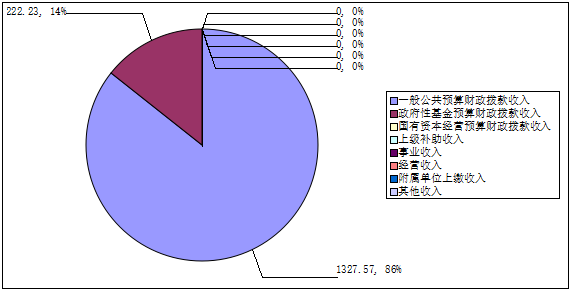 222.23, 14%
0, 0%
0, 0%
0, 0%
0, 0%
0, 0%
0, 0%
一般公共预算财政拨款收入
政府性基金预算财政拨款收入
国有资本经营预算财政拨款收入
上级补助收入
事业收入
经营收入
附属单位上缴收入
其他收入
1327.57, 86%